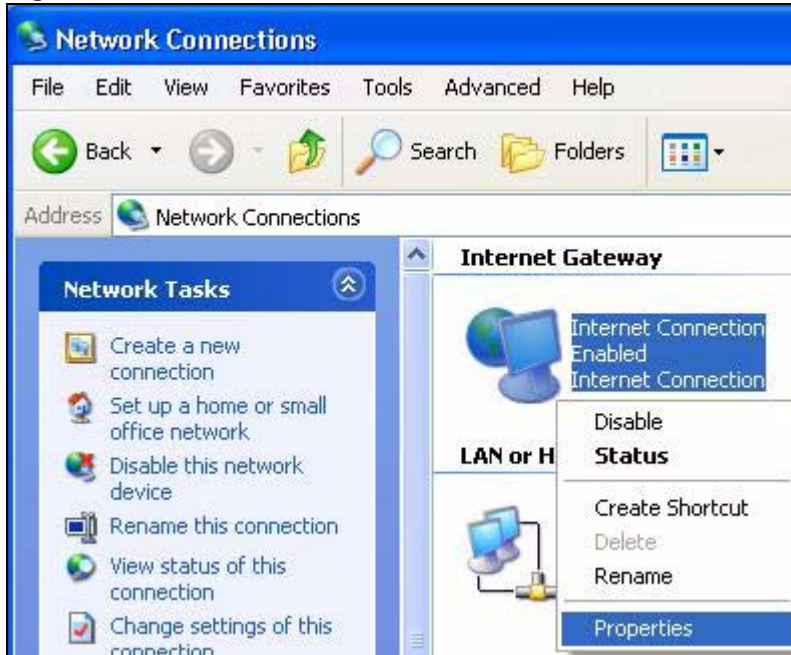 Network Connections
File Edit View Favorites Tools Advanced Help
Back Search Folders
Address Network Connections
Network Tasks
Create a new
connection
Set up a home or small
office network
Disable this network
device
Rename this connection
View status of this
connection
Change settings of this
connection
Internet Gateway
Internet Connection
Enabled
Internet Connection
LAN or H
Disable
Status
Create Shortcut
Delete
Rename
Properties